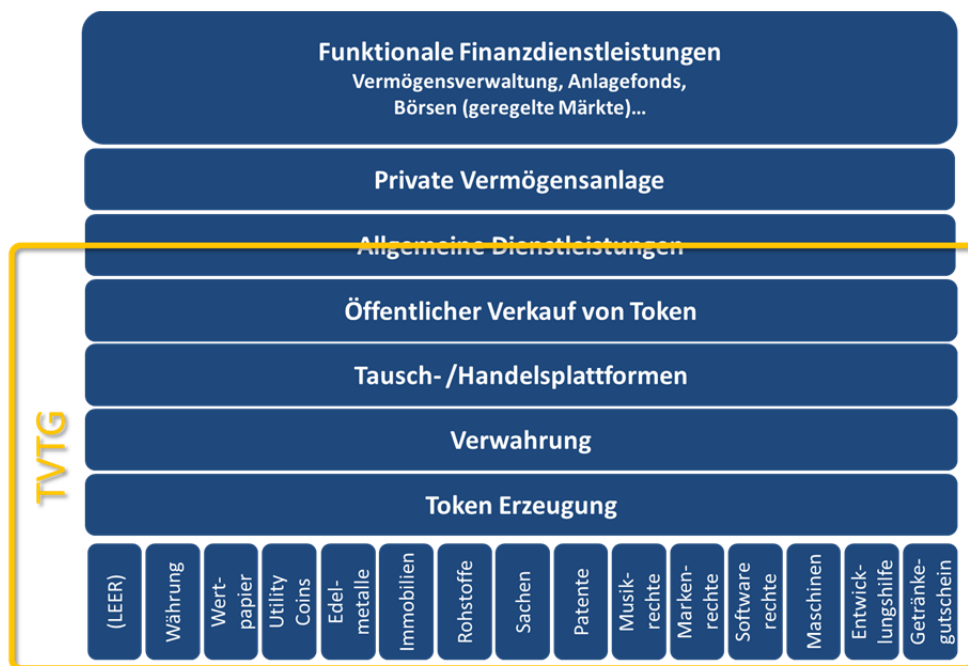 Funktionale Finanzdienstleistungen
Vermögensverwaltung, Anlagefonds,
Börsen (geregelte Märkte)...
Private Vermögensanlage
Allgemeine Dienstleistungen
Öffentlicher Verkauf von Token
Tausch- /Handelsplattformen
Verwahrung
Token Erzeugung
TVTG
(LEER)
Währung
Wert-
papier
Utility
Coins
Edel-
metalle
Immobilien
Rohstoffe
Sachen
Patente
Musik-
rechte
Marken-
rechte
Software
rechte
Maschinen
Entwick-
lungshilfe
Getränke-
gutschein